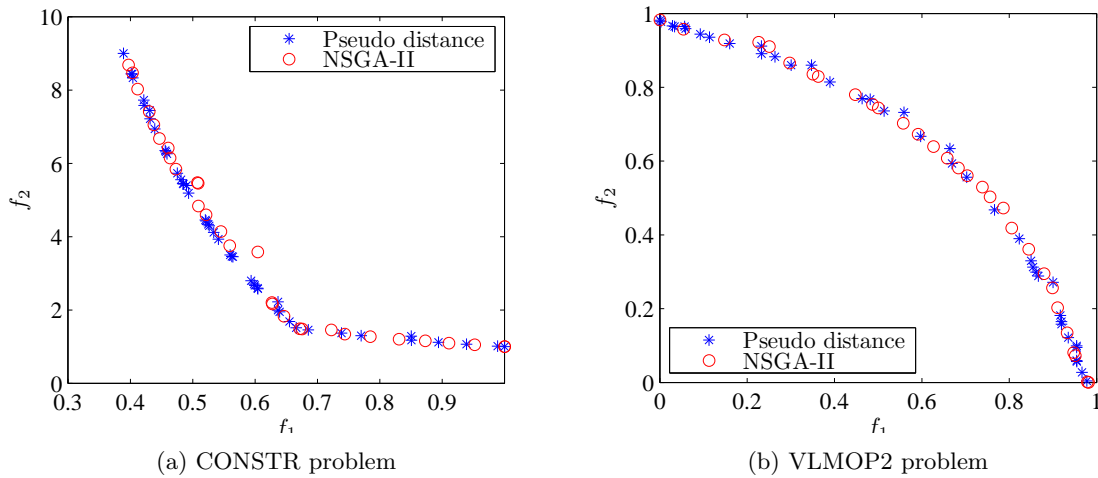 10
8
6
4
2
0
f₂
0.3 0.4 0.5 0.6 0.7 0.8 0.9
f₁
Pseudo distance
NSGA-II
(a) CONSTR problem
1
0.8
0.6
0.4
0.2
0
f₂
0 0.2 0.4 0.6 0.8 1
f₁
Pseudo distance
NSGA-II
(b) VLMOP2 problem